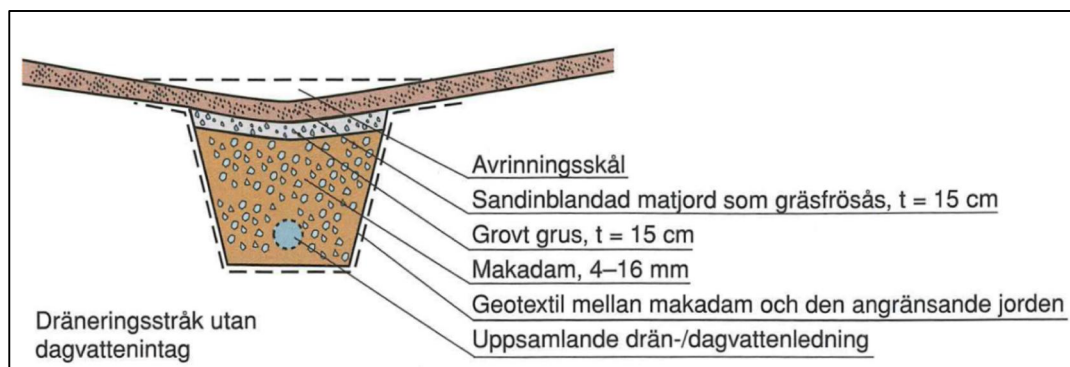 Avrinningsskål
Sandinblandad matjord som gräsfrösås, t = 15 cm
Grovt grus, t = 15 cm
Makadam, 4–16 mm
Geotextil mellan makadam och den angränsande jorden
Uppsamlande drän-/dagvattenledning
Dräneringsstråk utan
dagvattenintag